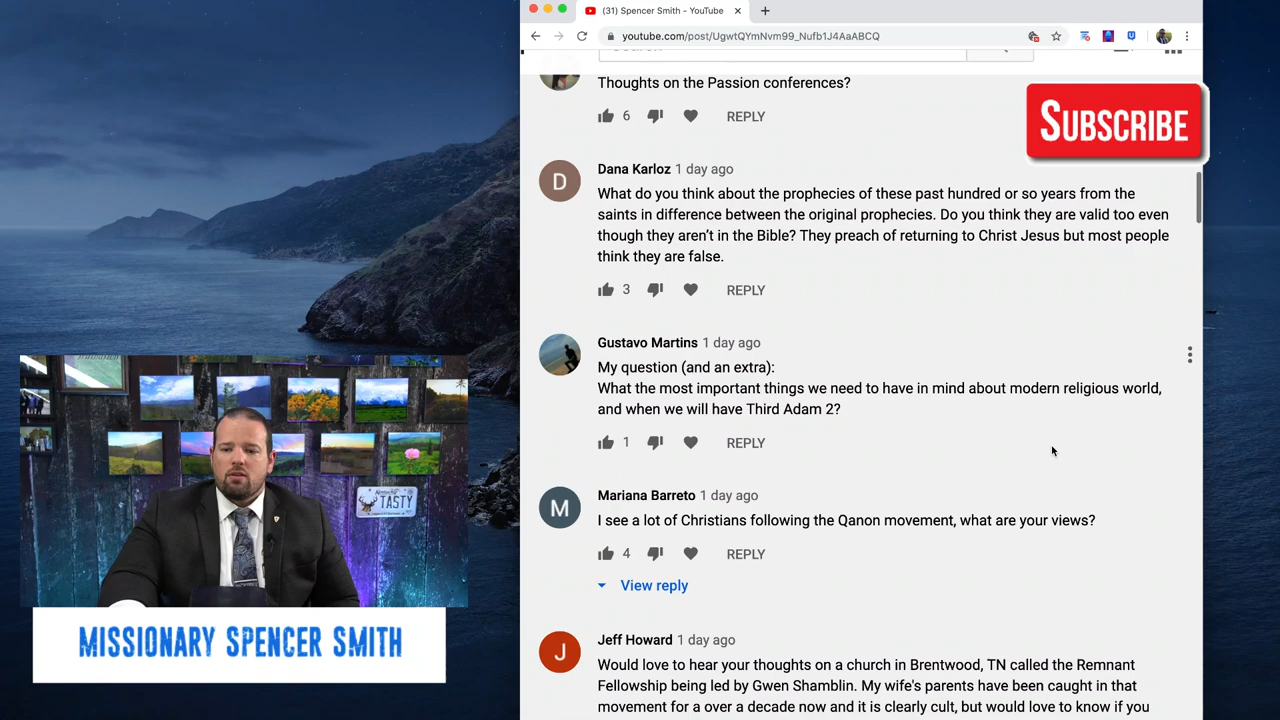 (31) Spencer Smith - YouTube
youtube.com/post/UgwtQYmNvm99_Nufb1J4AaABCQ
Thoughts on the Passion conferences?
6 REPLY
SUBSCRIBE
Dana Karloz 1 day ago
What do you think about the prophecies of these past hundred or so years from the
saints in difference between the original prophecies. Do you think they are valid too even
though they aren't in the Bible? They preach of returning to Christ Jesus but most people
think they are false.
3 REPLY
Gustavo Martins 1 day ago
My question (and an extra):
What the most important things we need to have in mind about modern religious world,
and when we will have Third Adam 2?
1 REPLY
Mariana Barreto 1 day ago
I see a lot of Christians following the Qanon movement, what are your views?
4 REPLY
View reply
Jeff Howard 1 day ago
Would love to hear your thoughts on a church in Brentwood, TN called the Remnant
Fellowship being led by Gwen Shamblin. My wife's parents have been caught in that
movement for a over a decade now and it is clearly cult, but would love to know if you
D
M
J
TASTY
MISSIONARY SPENCER SMITH